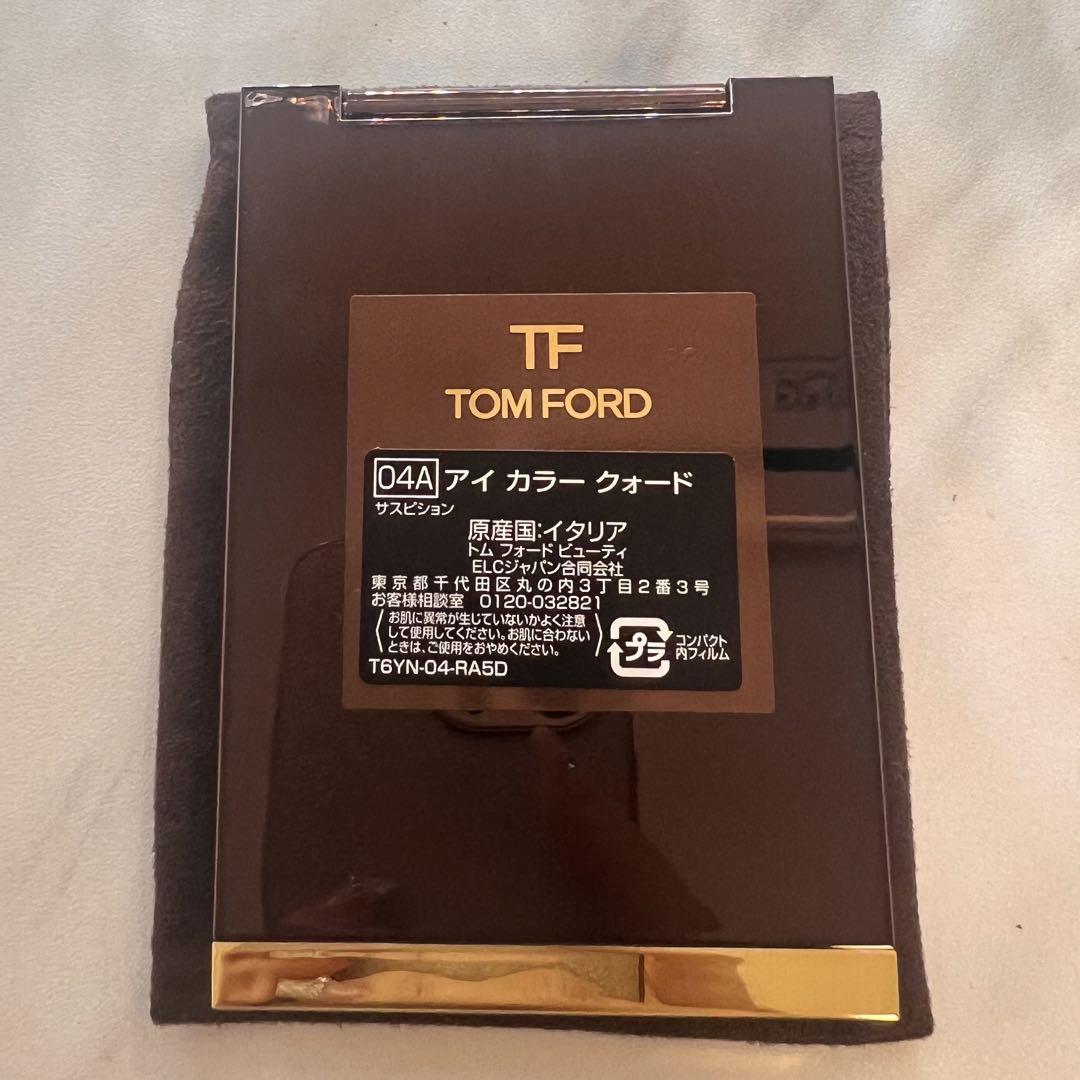 TF
TOM FORD
04A アイ カラー クォード
サスピション
原産国:イタリア
トム フォード ビューティ
ELCジャパン合同会社
東京都千代田区丸の内3丁目2番3号
お客様相談室 0120-032821
お肌に異常が生じていないかよく注意
して使用してください。お肌に合わない
ときは、ご使用をおやめください。
プラ
コンパクト
内フィルム
T6YN-04-RA5D